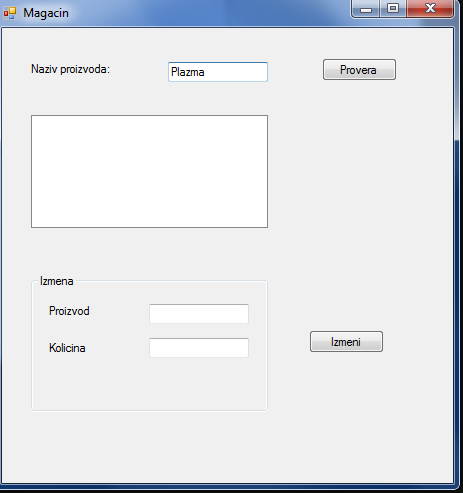 Magacin
Naziv proizvoda:
Plazma
Provera
Izmena
Proizvod
Kolicina
Izmeni